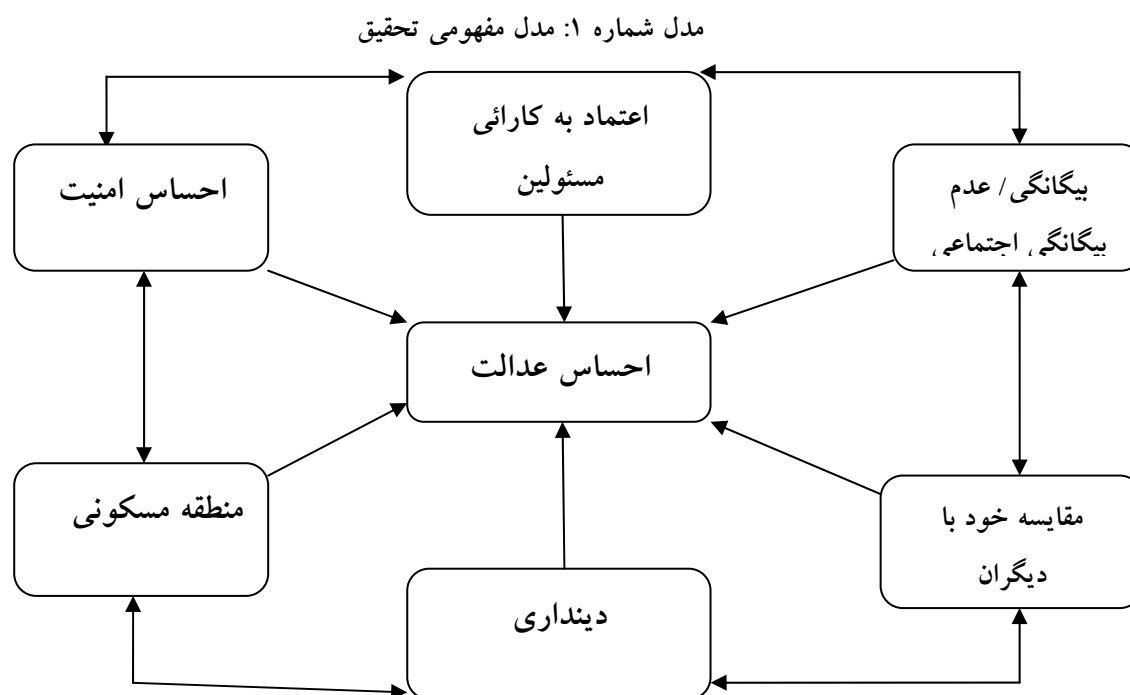 مدل شماره ۱: مدل مفهومی تحقیق
اعتماد به کارائی
مسئولین
بیگانگی/ عدم
بیگانگی اجتماعی
احساس امنیت
احساس عدالت
مقایسه خود با
دیگران
منطقه مسکونی
دینداری